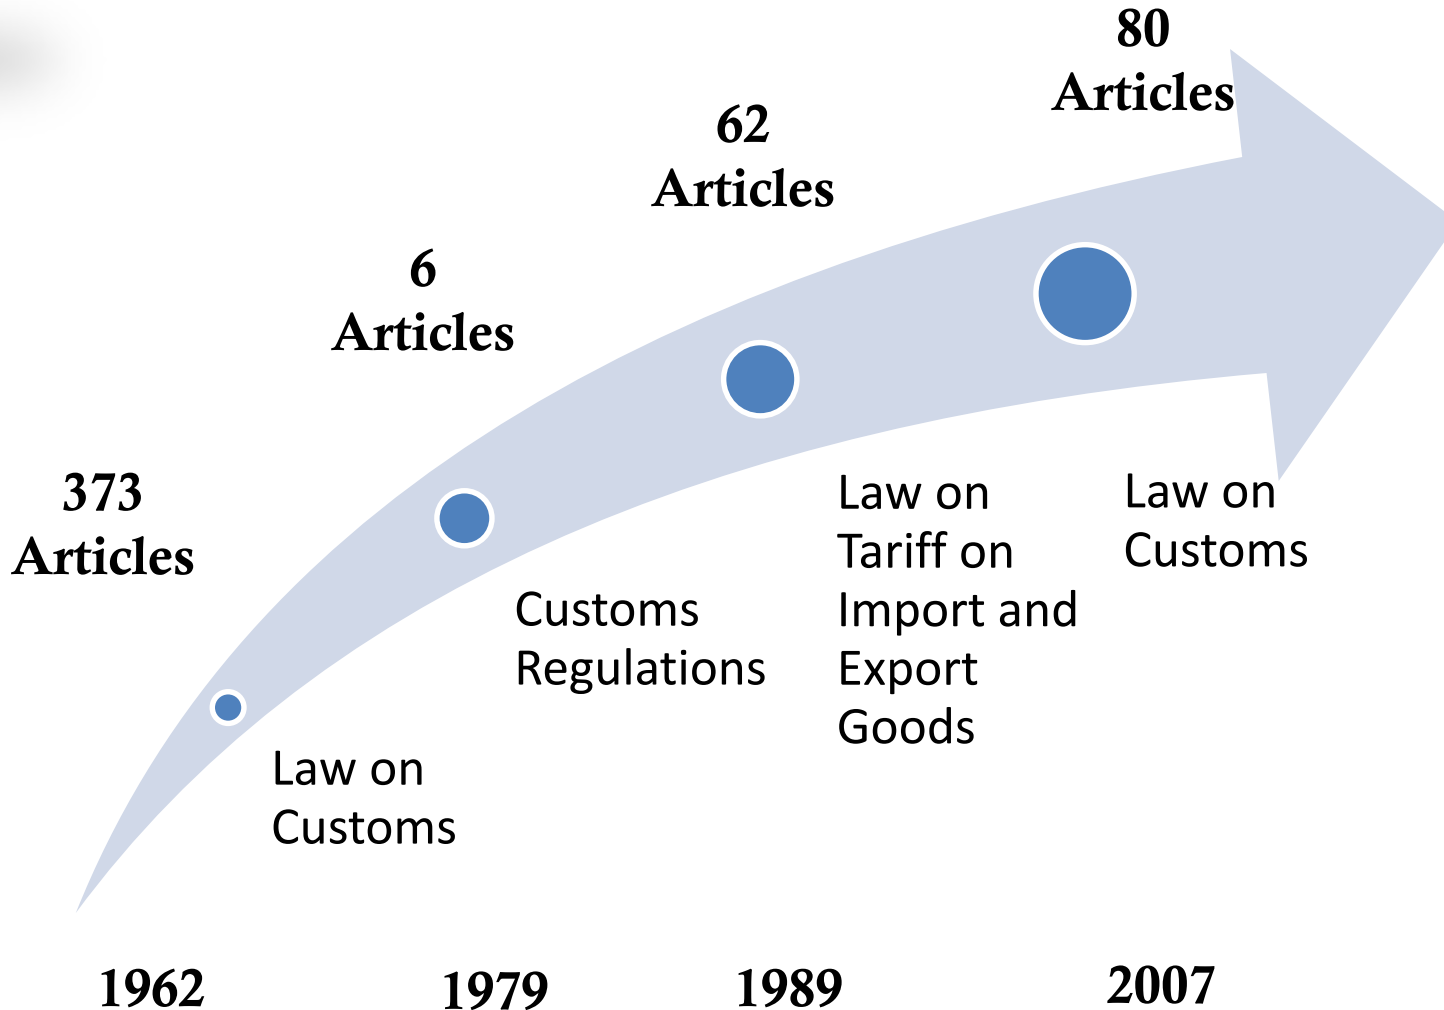 373
Articles
6
Articles
62
Articles
80
Articles
Law on
Customs
Customs
Regulations
Law on
Tariff on
Import and
Export
Goods
Law on
Customs
1962
1979
1989
2007